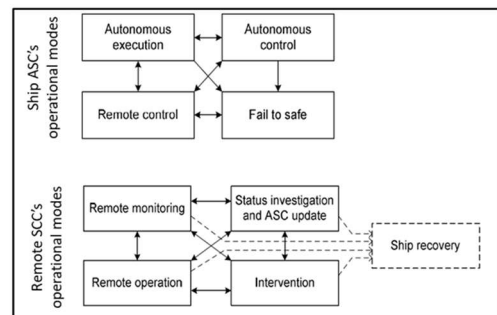 Ship ASC's
operational modes
Autonomous
execution
Autonomous
control
Remote control
Fail to safe
Remote SCC's
operational modes
Remote monitoring
Status investigation
and ASC update
Ship recovery
Remote operation
Intervention